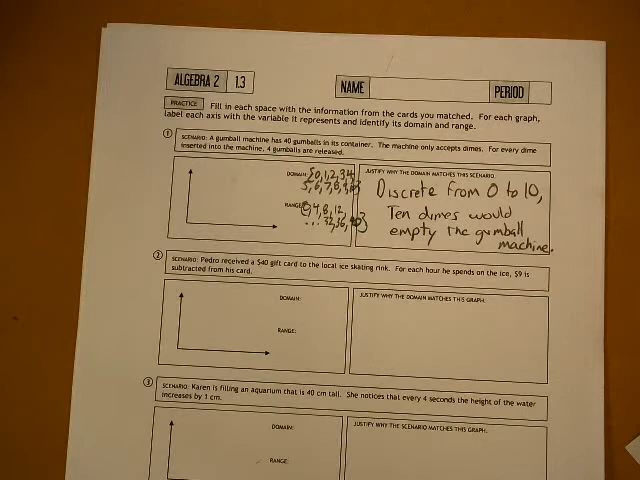 ALGEBRA 2 1.3 NAME PERIOD
PRACTICE Fill in each space with the information from the cards you matched. For each graph,
label each axis with the variable it represents and identify its domain and range.
1 SCENARIO: A gumball machine has 40 gumballs in its container. The machine only accepts dimes. For every dime
inserted into the machine, 4 gumballs are released.
DOMAIN: {0,1,2,3,4
5,6,7,8,9,10}
RANGE: {0,4,8,12,
... 32,36,40}
JUSTIFY WHY THE DOMAIN MATCHES THIS SCENARIO.
Discrete from 0 to 10,
Ten dimes would
empty the gumball
machine.
2 SCENARIO: Pedro received a $40 gift card to the local ice skating rink. For each hour he spends on the ice, $9 is
subtracted from his card.
DOMAIN:
RANGE:
JUSTIFY WHY THE DOMAIN MATCHES THIS GRAPH.
3 SCENARIO: Karen is filling an aquarium that is 40 cm tall. She notices that every 4 seconds the height of the water
increases by 1 cm.
DOMAIN:
RANGE:
JUSTIFY WHY THE SCENARIO MATCHES THIS GRAPH.